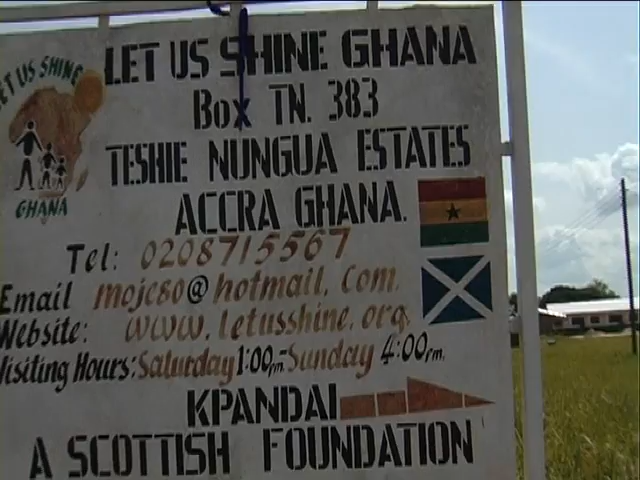 LET US SHINE
GHANA
LET US SHINE GHANA
Box TN. 383
TESHIE NUNGUA ESTATES
ACCRA GHANA.
Tel: 0208715567
Email mojc80@hotmail. Com.
Website: www.letusshine.org.
Visiting Hours: Saturday 1:00pm-Sunday 4:00pm.
KPANDAI
A SCOTTISH FOUNDATION